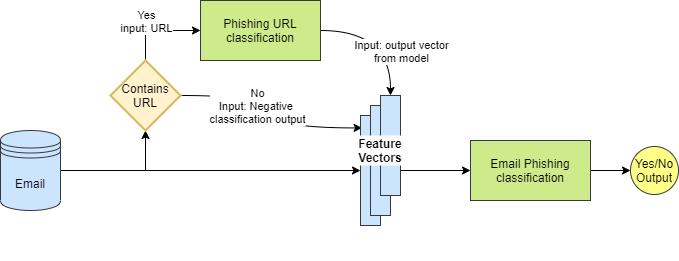 Yes
input: URL
Phishing URL
classification
Input: output vector
from model
Contains
URL
No
Input: Negative
classification output
Feature
Vectors
Email
Email Phishing
classification
Yes/No
Output